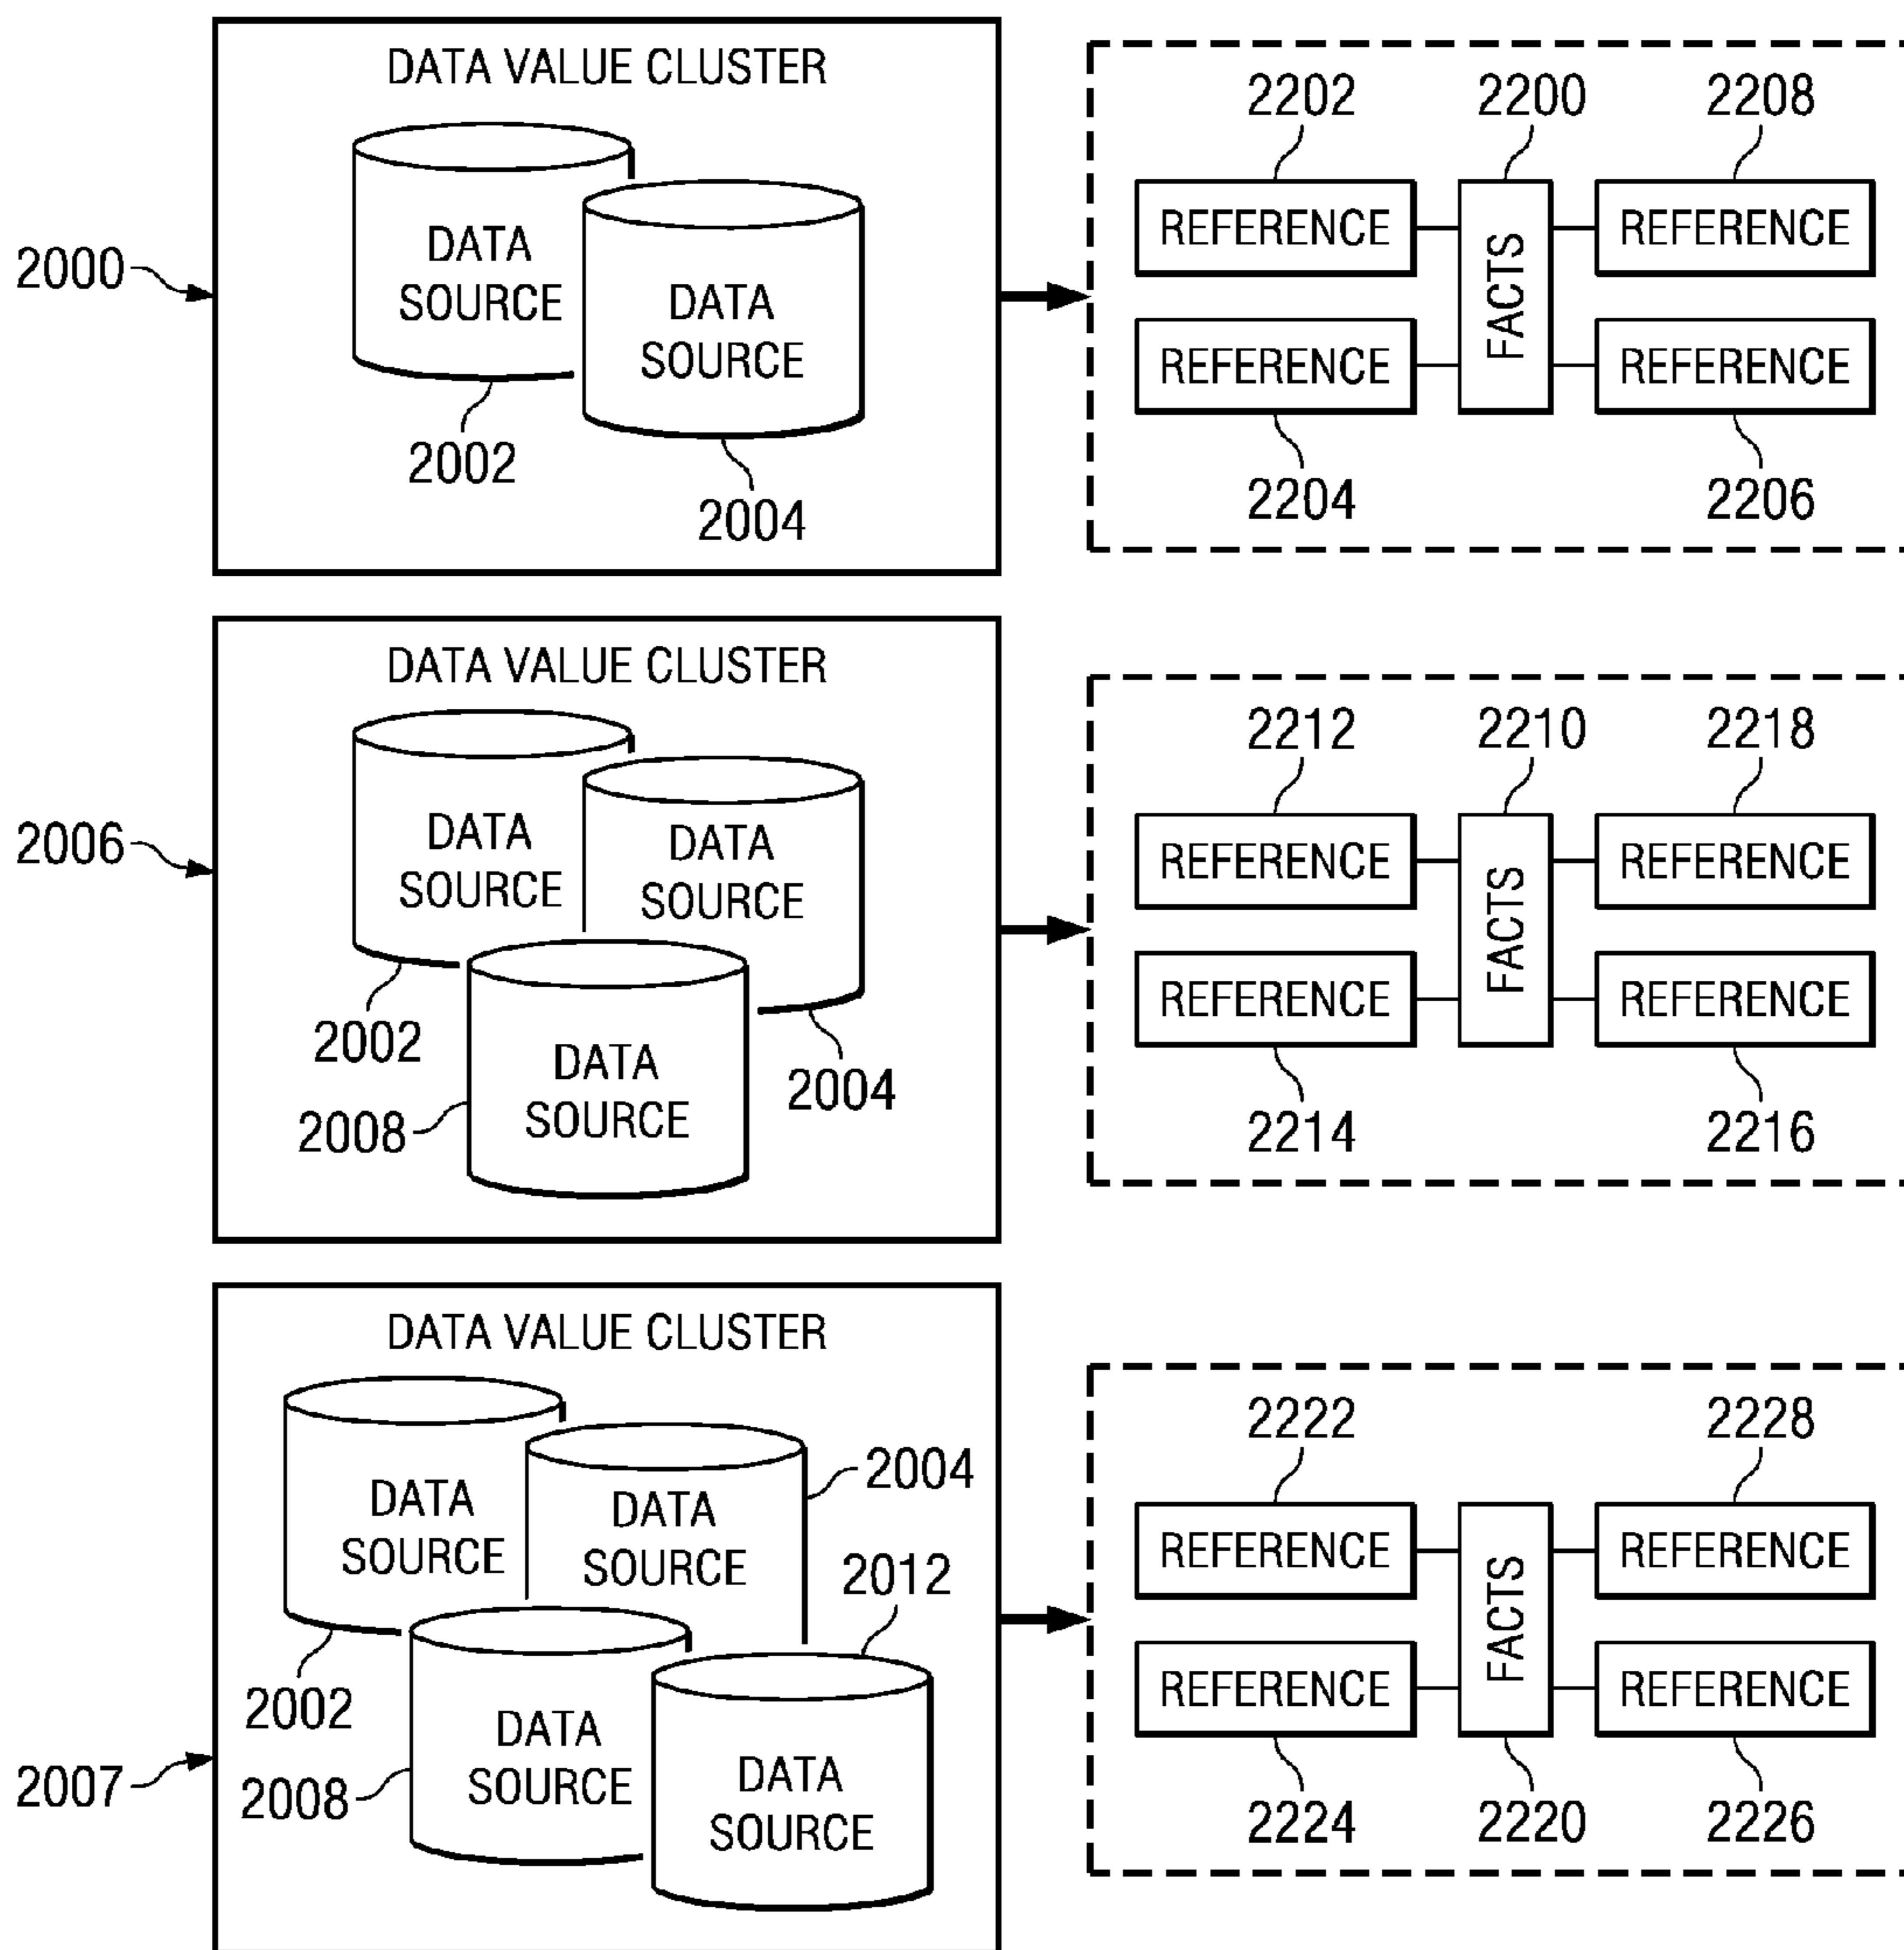 DATA VALUE CLUSTER
2000
DATA
SOURCE
DATA
SOURCE
2002
2004
2202
2200
2208
REFERENCE
FACTS
REFERENCE
REFERENCE
REFERENCE
2204
2206
DATA VALUE CLUSTER
2006
DATA
SOURCE
DATA
SOURCE
2002
2004
DATA
SOURCE
2008
2212
2210
2218
REFERENCE
FACTS
REFERENCE
REFERENCE
REFERENCE
2214
2216
DATA VALUE CLUSTER
DATA
SOURCE
2004
DATA
SOURCE
2012
2002
2007
2008
DATA
SOURCE
DATA
SOURCE
2222
2228
REFERENCE
FACTS
REFERENCE
REFERENCE
REFERENCE
2224
2220
2226